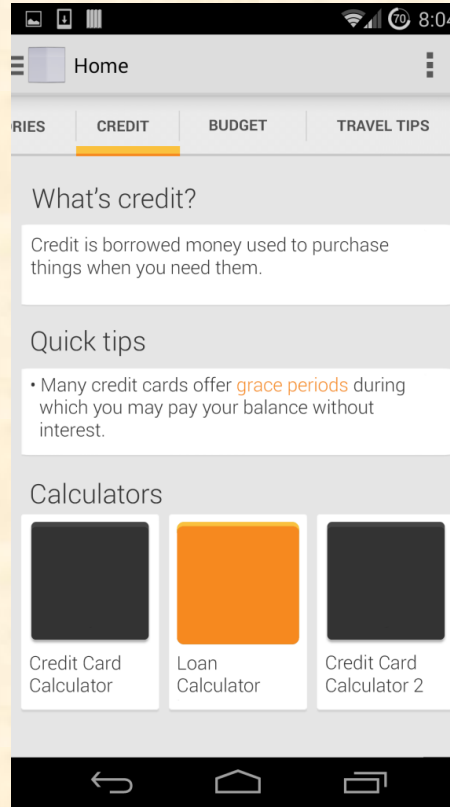 70 8:04
Home
RIES CREDIT BUDGET TRAVEL TIPS
What's credit?
Credit is borrowed money used to purchase
things when you need them.
Quick tips
• Many credit cards offer grace periods during
which you may pay your balance without
interest.
Calculators
Credit Card Loan Credit Card
Calculator Calculator Calculator 2